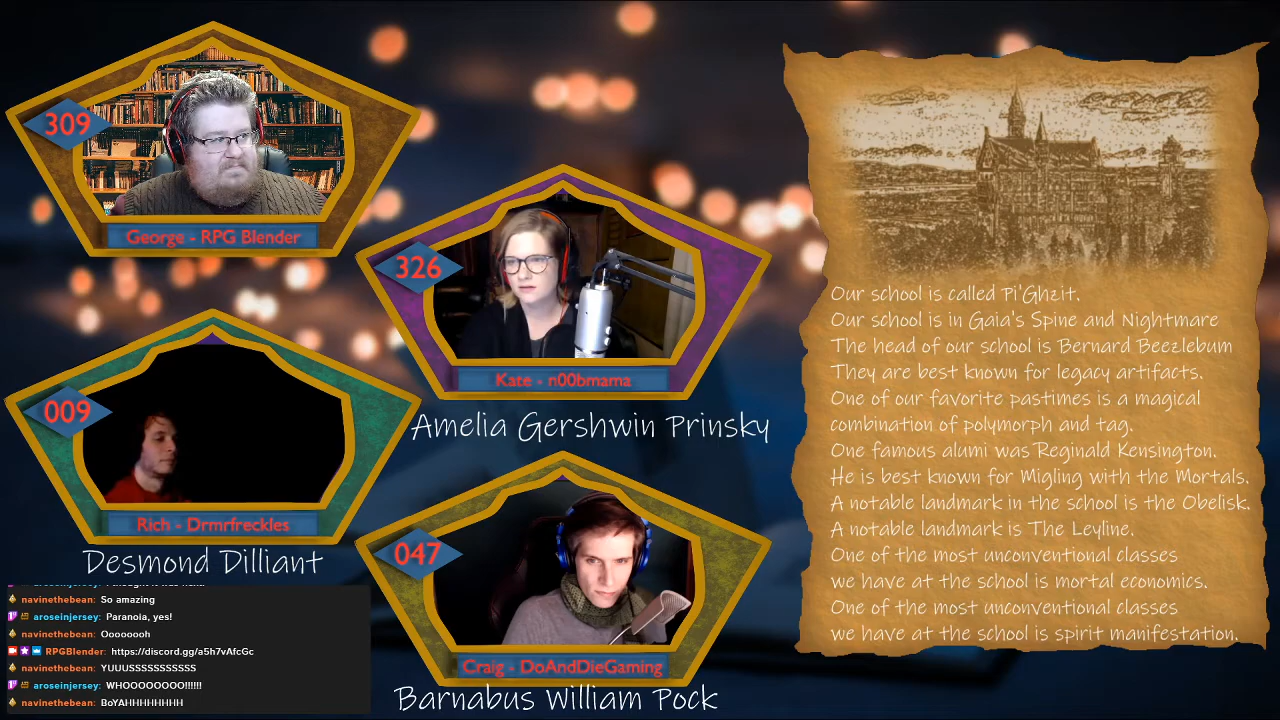 309
George - RPG Blender
326
Kate - n00bmama
Amelia Gershwin Prinsky
009
Rich - Drmrfreckles
Desmond Dilliant
047
Craig - DoAndDieGaming
Barnabus William Pock
navinethebean: So amazing
aroseinjersey: Paranoia, yes!
navinethebean: Oooooooh
RPGBlender: https://discord.gg/a5h7vAfcGc
navinethebean: YUUUSSSSSSSSSS
aroseinjersey: WHOOOOOOOO!!!!!!
navinethebean: BoYAHHHHHHHH
Our school is called Pi'Ghzit.
Our school is in Gaia's Spine and Nightmare
The head of our school is Bernard Beezlebum
They are best known for legacy artifacts.
One of our favorite pastimes is a magical
combination of polymorph and tag.
One famous alumi was Reginald Kensington.
He is best known for Migling with the Mortals.
A notable landmark in the school is the Obelisk.
A notable landmark is The Leyline.
One of the most unconventional classes
we have at the school is mortal economics.
One of the most unconventional classes
we have at the school is spirit manifestation.